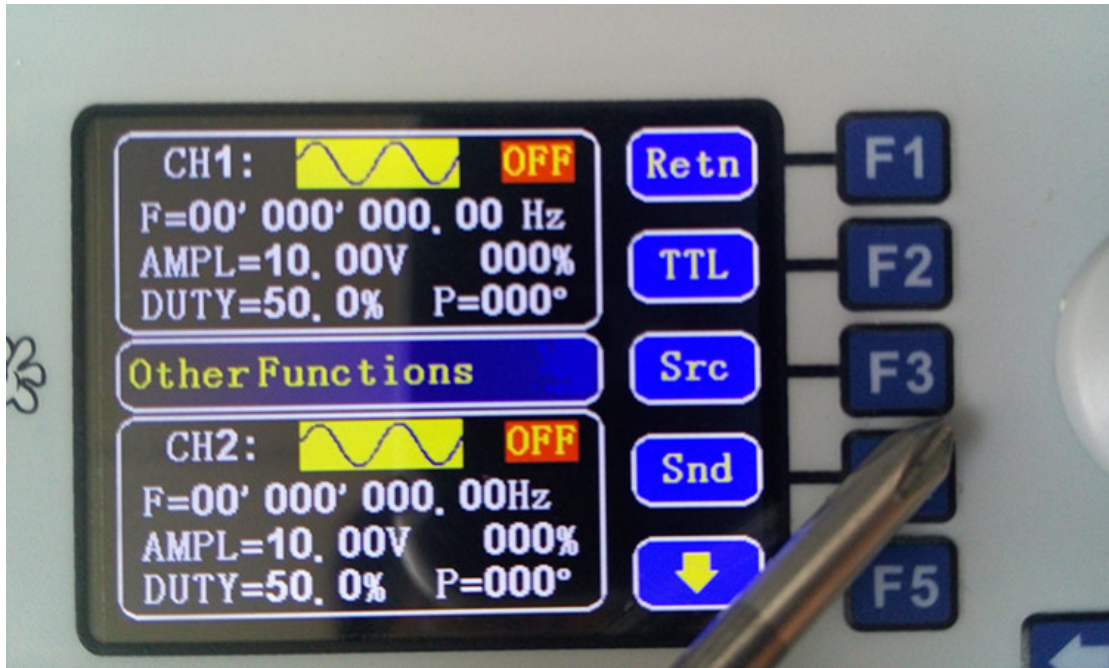 CH1: OFF
F=00' 000' 000. 00 Hz
AMPL=10. 00V 000%
DUTY=50. 0% P=000°
Other Functions
CH2: OFF
F=00' 000' 000. 00Hz
AMPL=10. 00V 000%
DUTY=50. 0% P=000°
Retn
TTL
Src
Snd
F1
F2
F3
F5